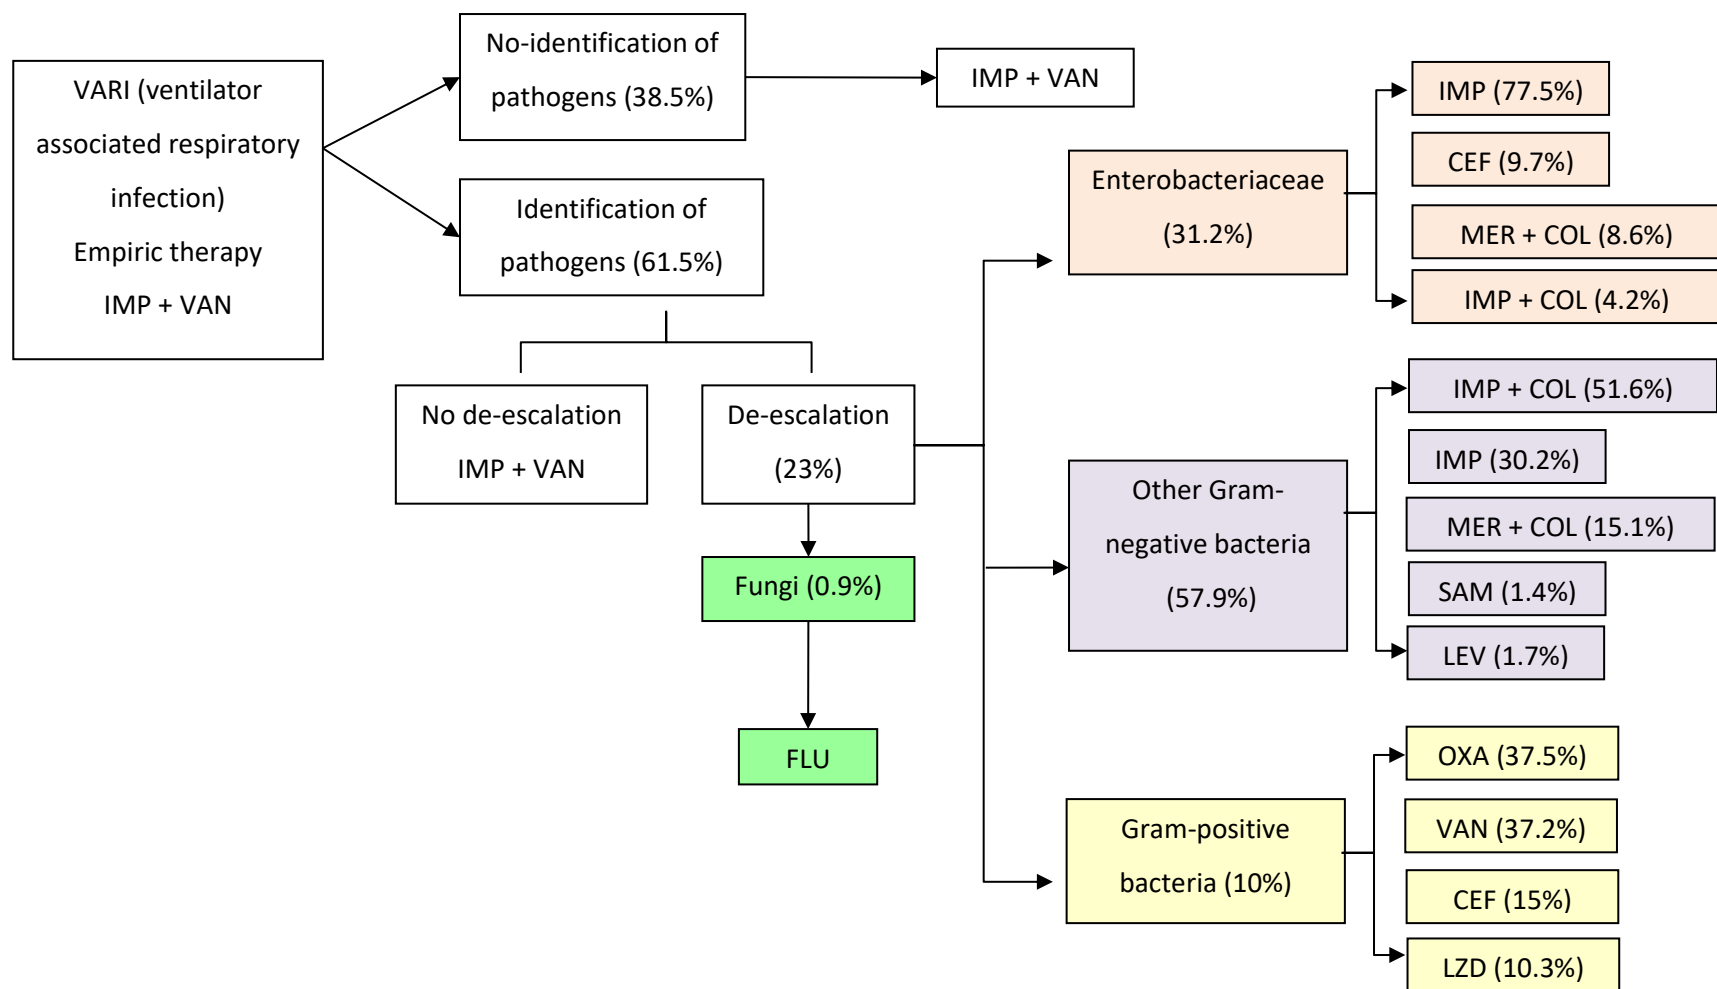 VARI (ventilator
associated respiratory
infection)
Empiric therapy
IMP + VAN
No-identification of
pathogens (38.5%)
IMP + VAN
Identification of
pathogens (61.5%)
No de-escalation
IMP + VAN
De-escalation
(23%)
Fungi (0.9%)
FLU
Enterobacteriaceae
(31.2%)
IMP (77.5%)
CEF (9.7%)
MER + COL (8.6%)
IMP + COL (4.2%)
Other Gram-
negative bacteria
(57.9%)
IMP + COL (51.6%)
IMP (30.2%)
MER + COL (15.1%)
SAM (1.4%)
LEV (1.7%)
Gram-positive
bacteria (10%)
OXA (37.5%)
VAN (37.2%)
CEF (15%)
LZD (10.3%)